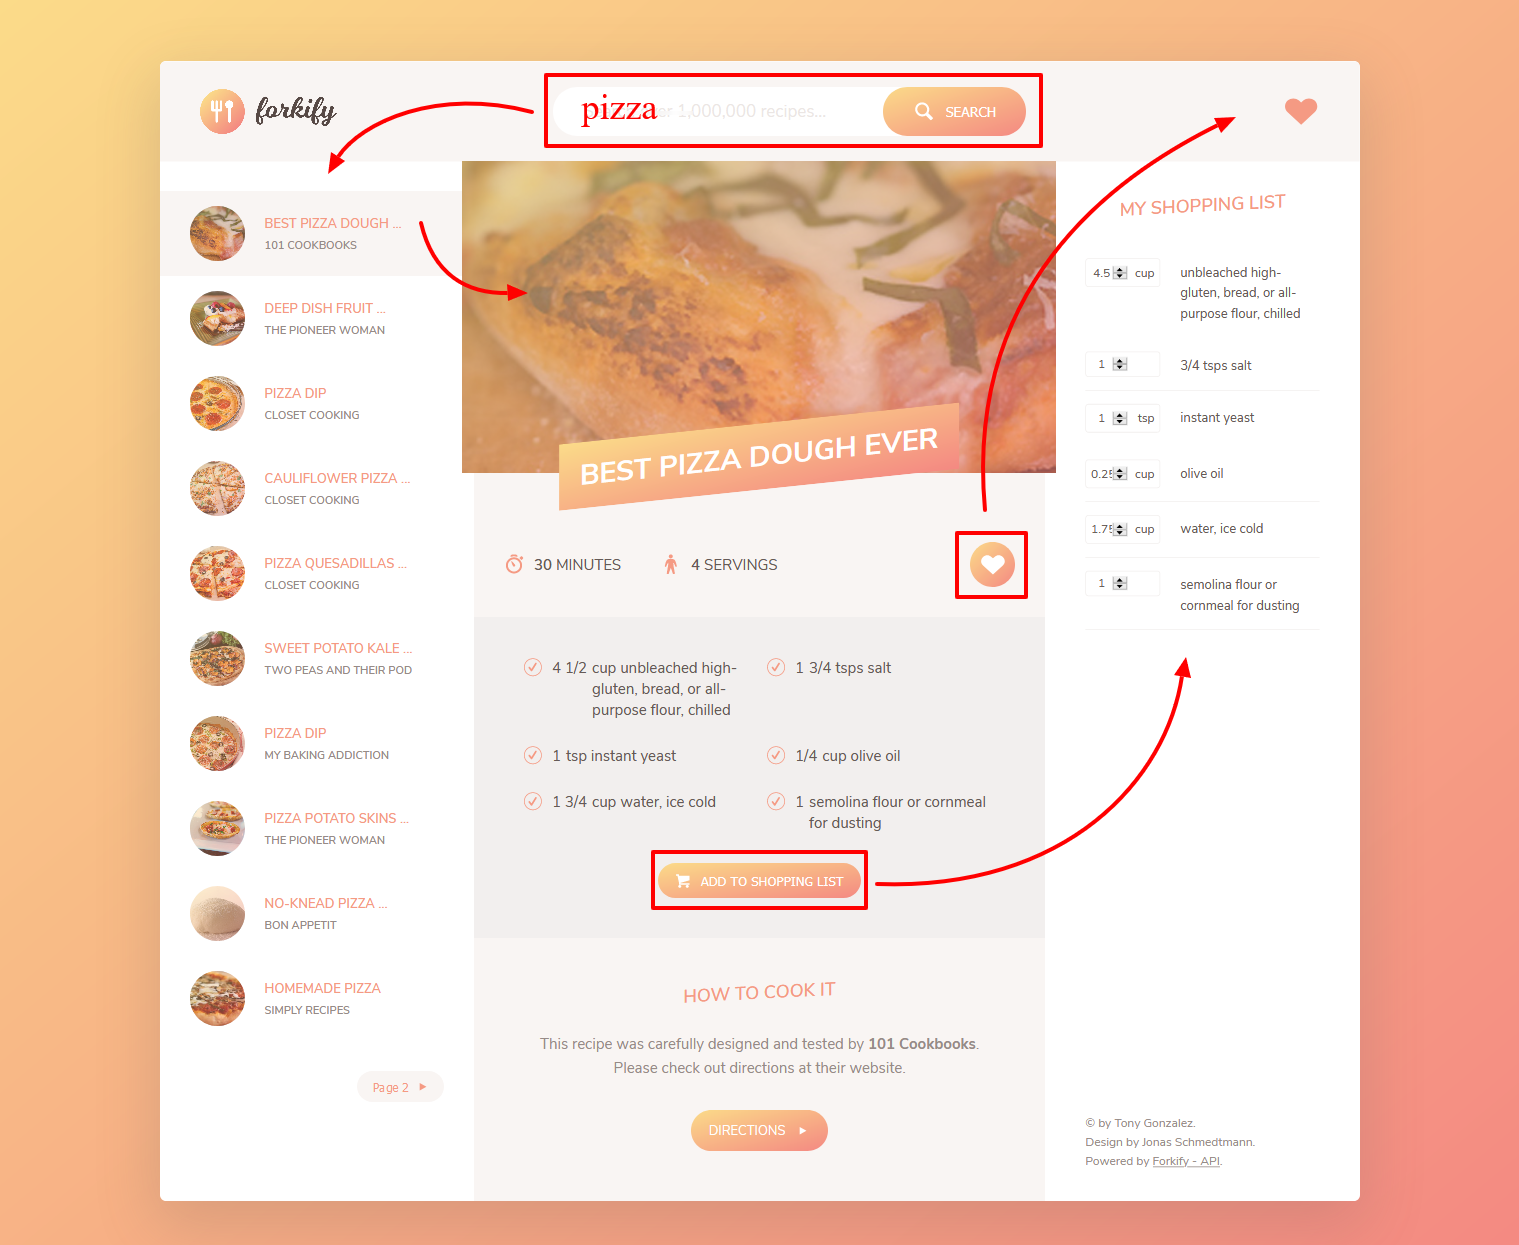 forkify
pizza
er 1,000,000 recipes...
SEARCH
BEST PIZZA DOUGH ...
101 COOKBOOKS
DEEP DISH FRUIT ...
THE PIONEER WOMAN
PIZZA DIP
CLOSET COOKING
CAULIFLOWER PIZZA ...
CLOSET COOKING
PIZZA QUESADILLAS ...
CLOSET COOKING
SWEET POTATO KALE ...
TWO PEAS AND THEIR POD
PIZZA DIP
MY BAKING ADDICTION
PIZZA POTATO SKINS ...
THE PIONEER WOMAN
NO-KNEAD PIZZA ...
BON APPETIT
HOMEMADE PIZZA
SIMPLY RECIPES
Page 2
BEST PIZZA DOUGH EVER
30 MINUTES
4 SERVINGS
4 1/2 cup unbleached high-
gluten, bread, or all-
purpose flour, chilled
1 3/4 tsps salt
1 tsp instant yeast
1/4 cup olive oil
1 3/4 cup water, ice cold
1 semolina flour or cornmeal
for dusting
ADD TO SHOPPING LIST
HOW TO COOK IT
This recipe was carefully designed and tested by 101 Cookbooks.
Please check out directions at their website.
DIRECTIONS
MY SHOPPING LIST
4.5 cup unbleached high-
gluten, bread, or all-
purpose flour, chilled
1 3/4 tsps salt
1 tsp instant yeast
0.25 cup olive oil
1.75 cup water, ice cold
1 semolina flour or
cornmeal for dusting
© by Tony Gonzalez.
Design by Jonas Schmedtmann.
Powered by Forkify - API.